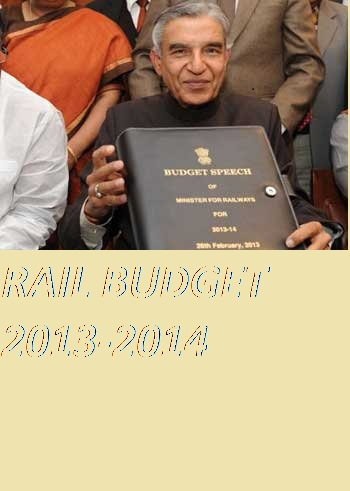 BUDGET SPEECH
OF
MINISTER FOR RAILWAYS
FOR
2013-14
26th February, 2013
RAIL BUDGET
2013-2014